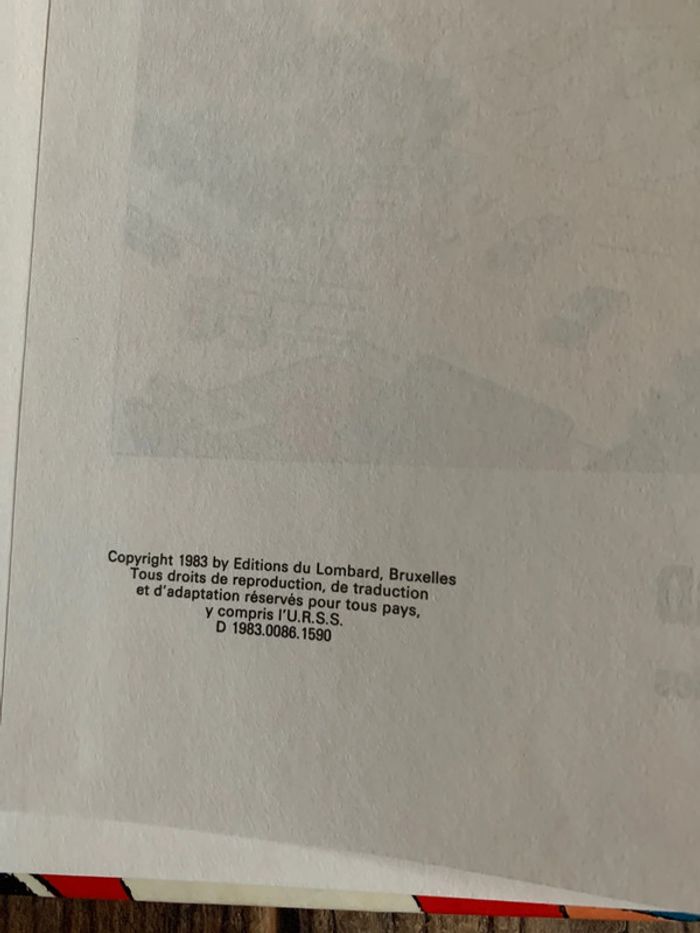 Copyright 1983 by Editions du Lombard, Bruxelles
Tous droits de reproduction, de traduction
et d'adaptation réservés pour tous pays,
y compris l'U.R.S.S.
D 1983.0086.1590